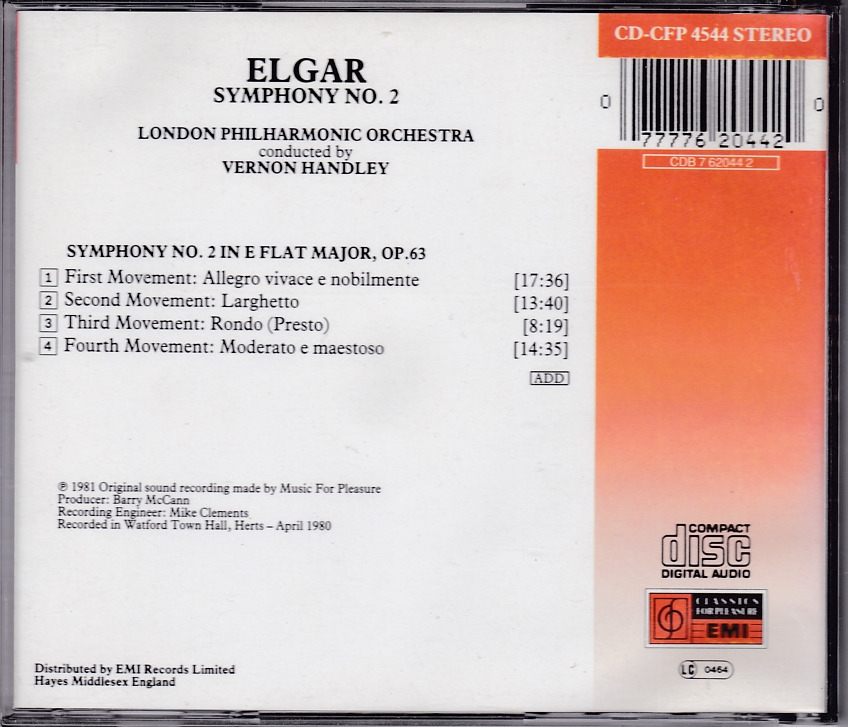 CD-CFP 4544 STEREO
0 77776 20442 0
CDB 7 62044 2
ELGAR
SYMPHONY NO. 2
LONDON PHILHARMONIC ORCHESTRA
conducted by
VERNON HANDLEY
SYMPHONY NO. 2 IN E FLAT MAJOR, OP.63
1 First Movement: Allegro vivace e nobilmente [17:36]
2 Second Movement: Larghetto [13:40]
3 Third Movement: Rondo (Presto) [8:19]
4 Fourth Movement: Moderato e maestoso [14:35]
ADD
℗ 1981 Original sound recording made by Music For Pleasure
Producer: Barry McCann
Recording Engineer: Mike Clements
Recorded in Watford Town Hall, Herts – April 1980
COMPACT
disc
DIGITAL AUDIO
CLASSICS
FOR PLEASURE
EMI
LC 0464
Distributed by EMI Records Limited
Hayes Middlesex England